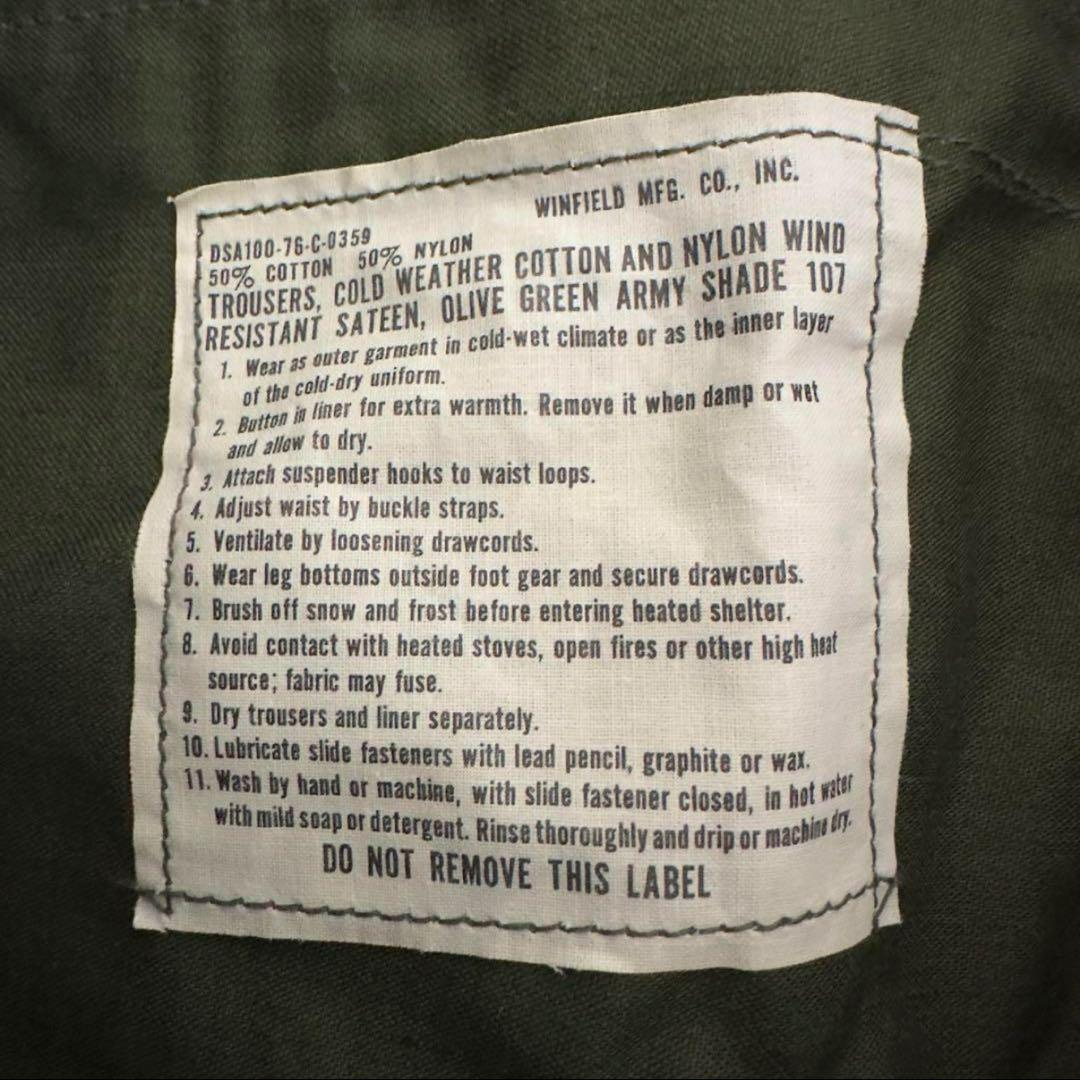 WINFIELD MFG. CO., INC.
DSA100-76-C-0359
50% COTTON 50% NYLON
TROUSERS, COLD WEATHER COTTON AND NYLON WIND
RESISTANT SATEEN, OLIVE GREEN ARMY SHADE 107
1. Wear as outer garment in cold-wet climate or as the inner layer
of the cold-dry uniform.
2. Button in liner for extra warmth. Remove it when damp or wet
and allow to dry.
3. Attach suspender hooks to waist loops.
4. Adjust waist by buckle straps.
5. Ventilate by loosening drawcords.
6. Wear leg bottoms outside foot gear and secure drawcords.
7. Brush off snow and frost before entering heated shelter.
8. Avoid contact with heated stoves, open fires or other high heat
source; fabric may fuse.
9. Dry trousers and liner separately.
10. Lubricate slide fasteners with lead pencil, graphite or wax.
11. Wash by hand or machine, with slide fastener closed, in hot water
with mild soap or detergent. Rinse thoroughly and drip or machine dry.
DO NOT REMOVE THIS LABEL